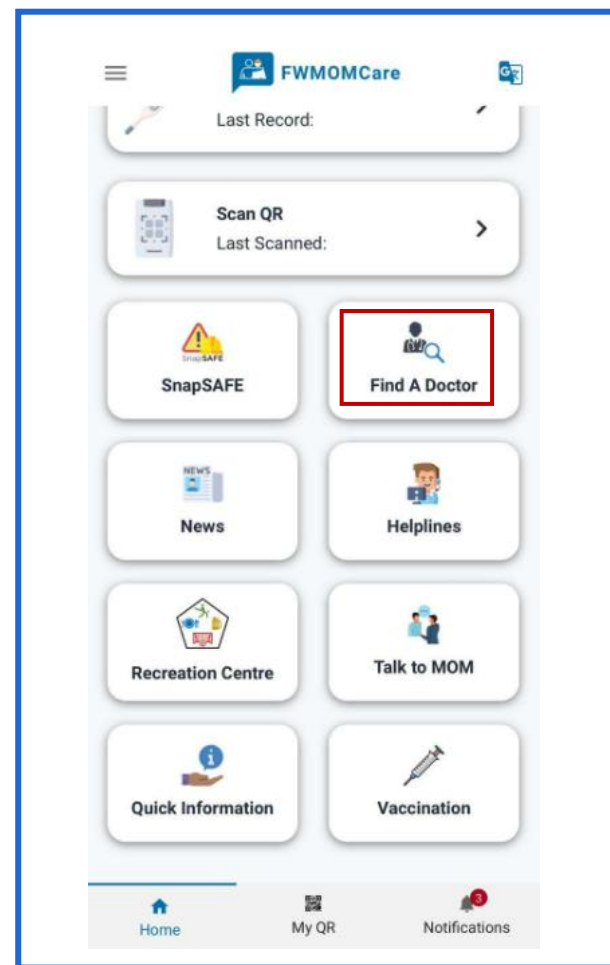 FWMOMCare
Last Record:
Scan QR
Last Scanned:
SnapSAFE
SnapSAFE
Find A Doctor
NEWS
News
Helplines
Recreation Centre
Talk to MOM
Quick Information
Vaccination
3
Home
My QR
Notifications